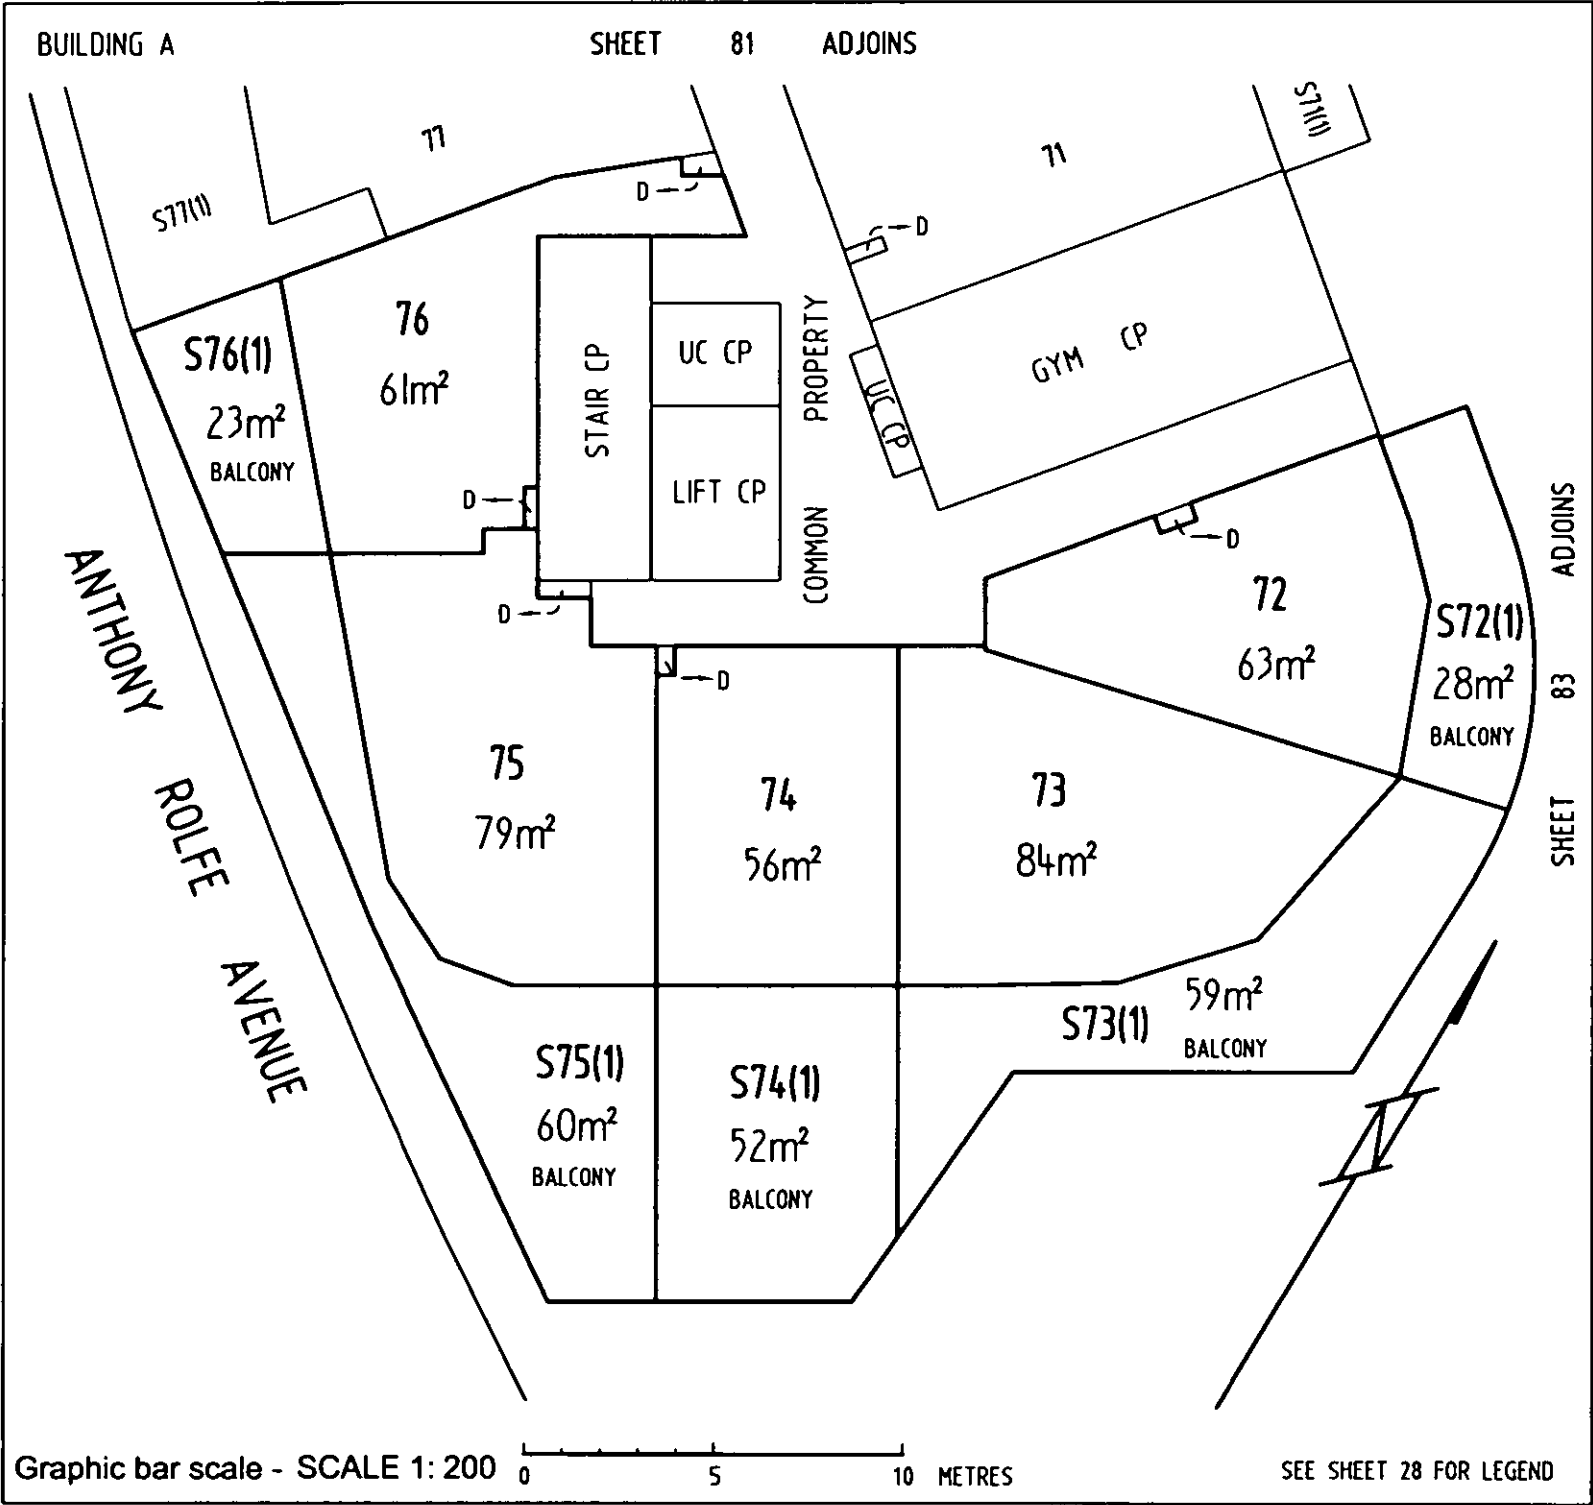 BUILDING A
SHEET 81 ADJOINS
77
S77(1)
D
71
S71(1)
D
76
61m²
S76(1)
23m²
BALCONY
STAIR CP
UC CP
LIFT CP
COMMON PROPERTY
UC CP
GYM CP
D
D
D
D
72
63m²
S72(1)
28m²
BALCONY
SHEET 83 ADJOINS
75
79m²
74
56m²
73
84m²
S75(1)
60m²
BALCONY
S74(1)
52m²
BALCONY
S73(1)
59m²
BALCONY
ANTHONY ROLFE AVENUE
N
Graphic bar scale - SCALE 1: 200
0 5 10 METRES
SEE SHEET 28 FOR LEGEND